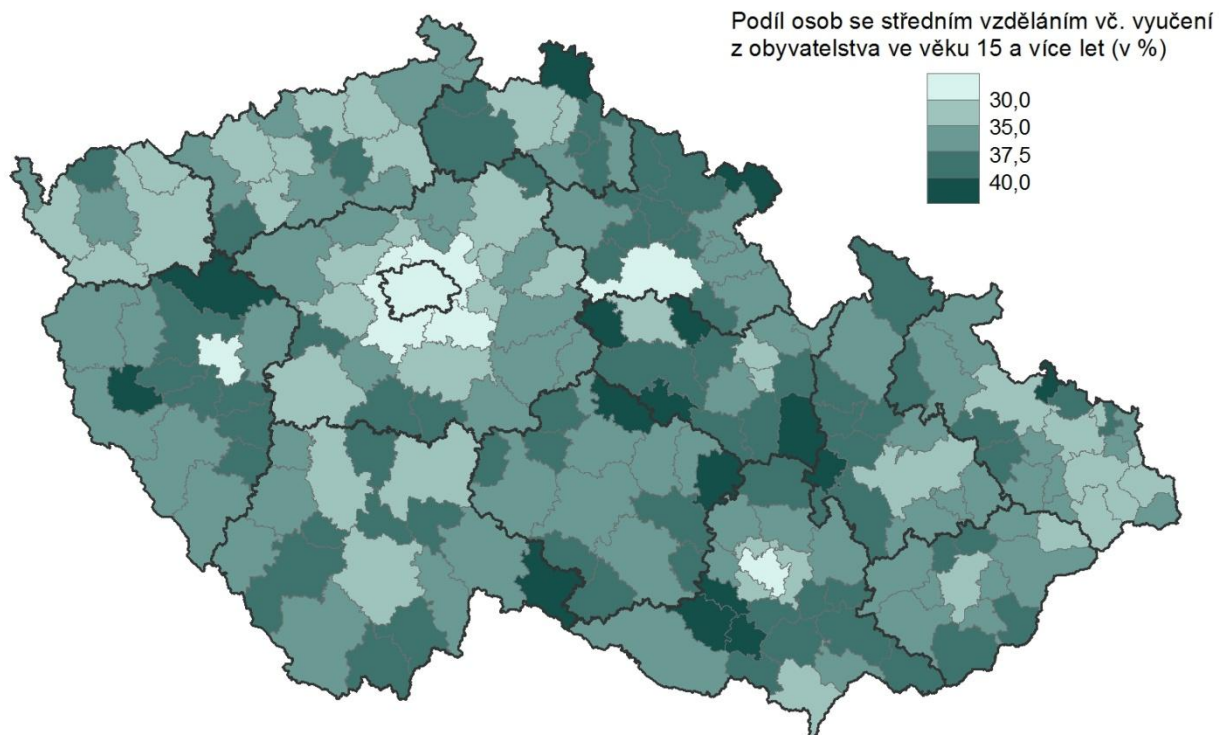 Podíl osob se středním vzděláním vč. vyučení
z obyvatelstva ve věku 15 a více let (v %)
30,0
35,0
37,5
40,0